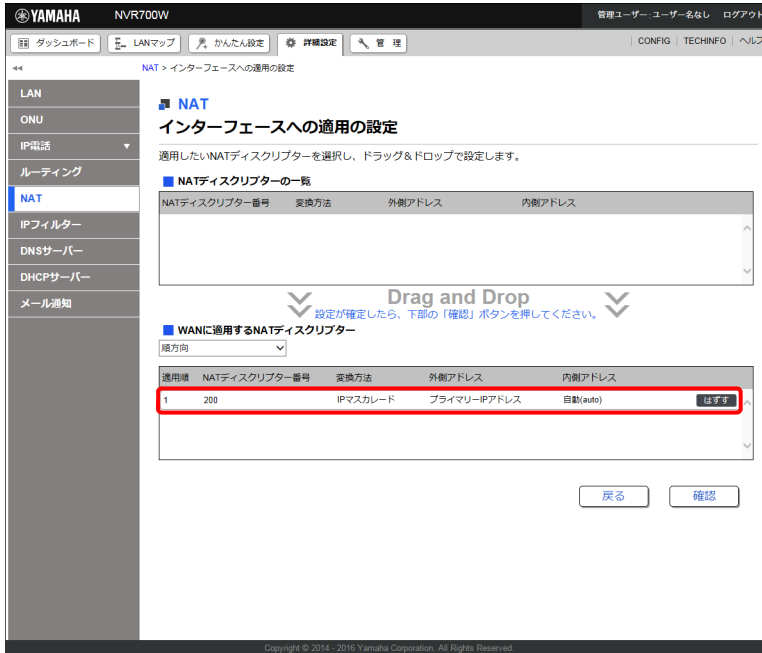 YAMAHA NVR700W 管理ユーザー：ユーザー名なし ログアウト
ダッシュボード LANマップ かんたん設定 詳細設定 管 理 CONFIG TECHINFO ヘルプ
NAT > インターフェースへの適用の設定
LAN
ONU
IP電話
ルーティング
NAT
IPフィルター
DNSサーバー
DHCPサーバー
メール通知
NAT
インターフェースへの適用の設定
適用したいNATディスクリプターを選択し、ドラッグ＆ドロップで設定します。
NATディスクリプターの一覧
NATディスクリプター番号 変換方法 外側アドレス 内側アドレス
Drag and Drop
設定が確定したら、下部の「確認」ボタンを押してください。
WANに適用するNATディスクリプター
順方向
適用順 NATディスクリプター番号 変換方法 外側アドレス 内側アドレス
1 200 IPマスカレード プライマリーIPアドレス 自動(auto) はずす
戻る 確認
Copyright © 2014 - 2016 Yamaha Corporation. All Rights Reserved.